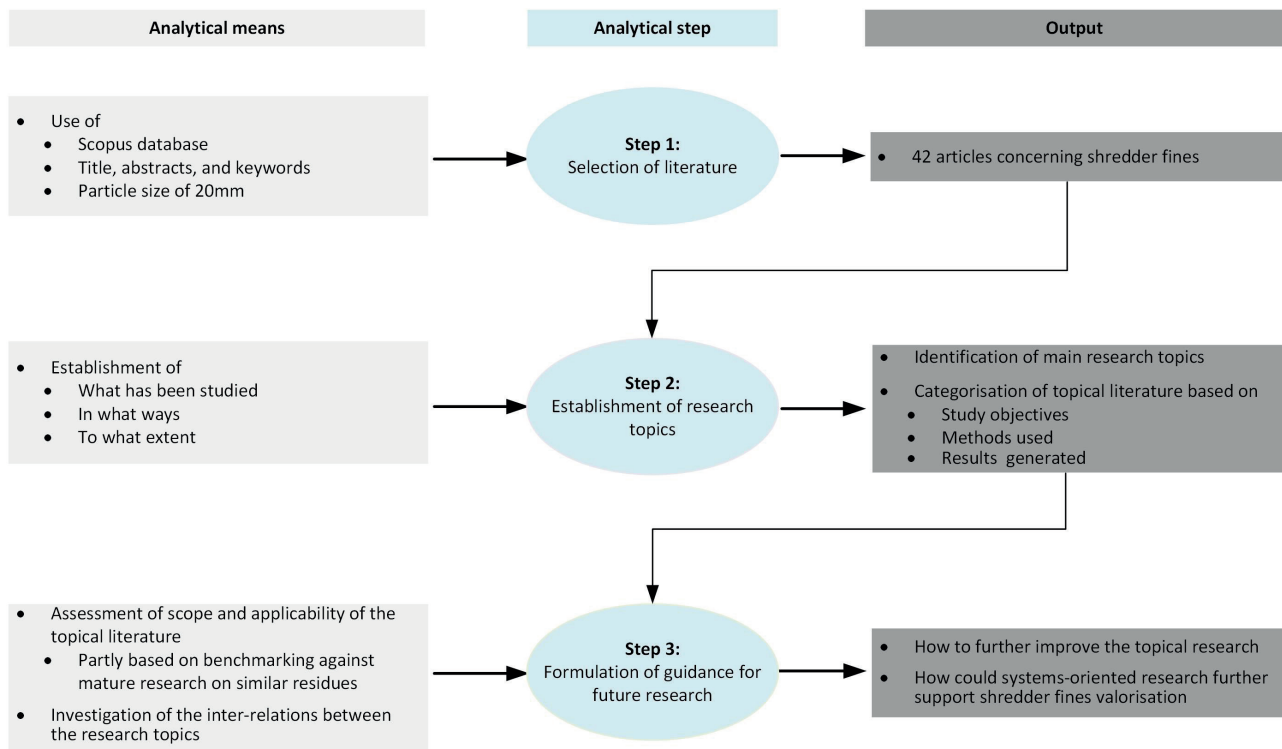 Analytical means
Analytical step
Output
• Use of
• Scopus database
• Title, abstracts, and keywords
• Particle size of 20mm
Step 1:
Selection of literature
• 42 articles concerning shredder fines
• Establishment of
• What has been studied
• In what ways
• To what extent
Step 2:
Establishment of research
topics
• Identification of main research topics
• Categorisation of topical literature based on
• Study objectives
• Methods used
• Results generated
• Assessment of scope and applicability of the
topical literature
• Partly based on benchmarking against
mature research on similar residues
• Investigation of the inter-relations between
the research topics
Step 3:
Formulation of guidance for
future research
• How to further improve the topical research
• How could systems-oriented research further
support shredder fines valorisation